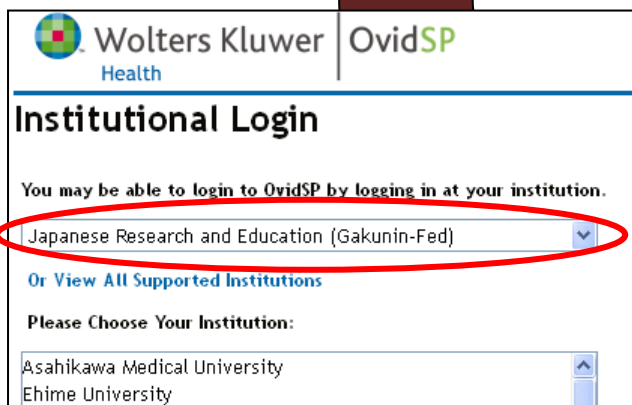 Wolters Kluwer OvidSP
Health
Institutional Login
You may be able to login to OvidSP by logging in at your institution.
Japanese Research and Education (Gakunin-Fed)
Or View All Supported Institutions
Please Choose Your Institution:
Asahikawa Medical University
Ehime University